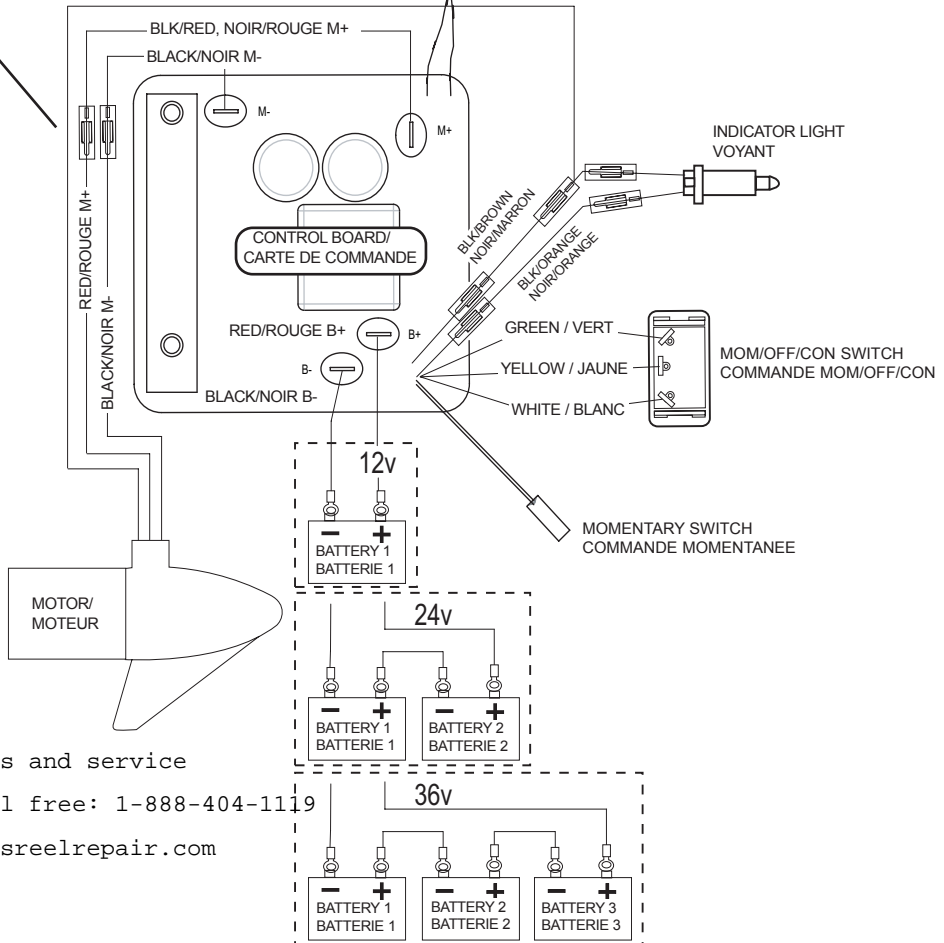 BLK/RED, NOIR/ROUGE M+
BLACK/NOIR M-
M-
M+
INDICATOR LIGHT
VOYANT
RED/ROUGE M+
BLACK/NOIR M-
BLK/BROWN
NOIR/MARRON
BLK/ORANGE
NOIR/ORANGE
CONTROL BOARD/
CARTE DE COMMANDE
RED/ROUGE B+
B+
B-
BLACK/NOIR B-
GREEN / VERT
YELLOW / JAUNE
WHITE / BLANC
MOM/OFF/CON SWITCH
COMMANDE MOM/OFF/CON
MOMENTARY SWITCH
COMMANDE MOMENTANEE
12v
- +
BATTERY 1
BATTERIE 1
MOTOR/
MOTEUR
24v
- +
BATTERY 1
BATTERIE 1
- +
BATTERY 2
BATTERIE 2
s and service
l free: 1-888-404-1119
sreelrepair.com
36v
- +
BATTERY 1
BATTERIE 1
- +
BATTERY 2
BATTERIE 2
- +
BATTERY 3
BATTERIE 3